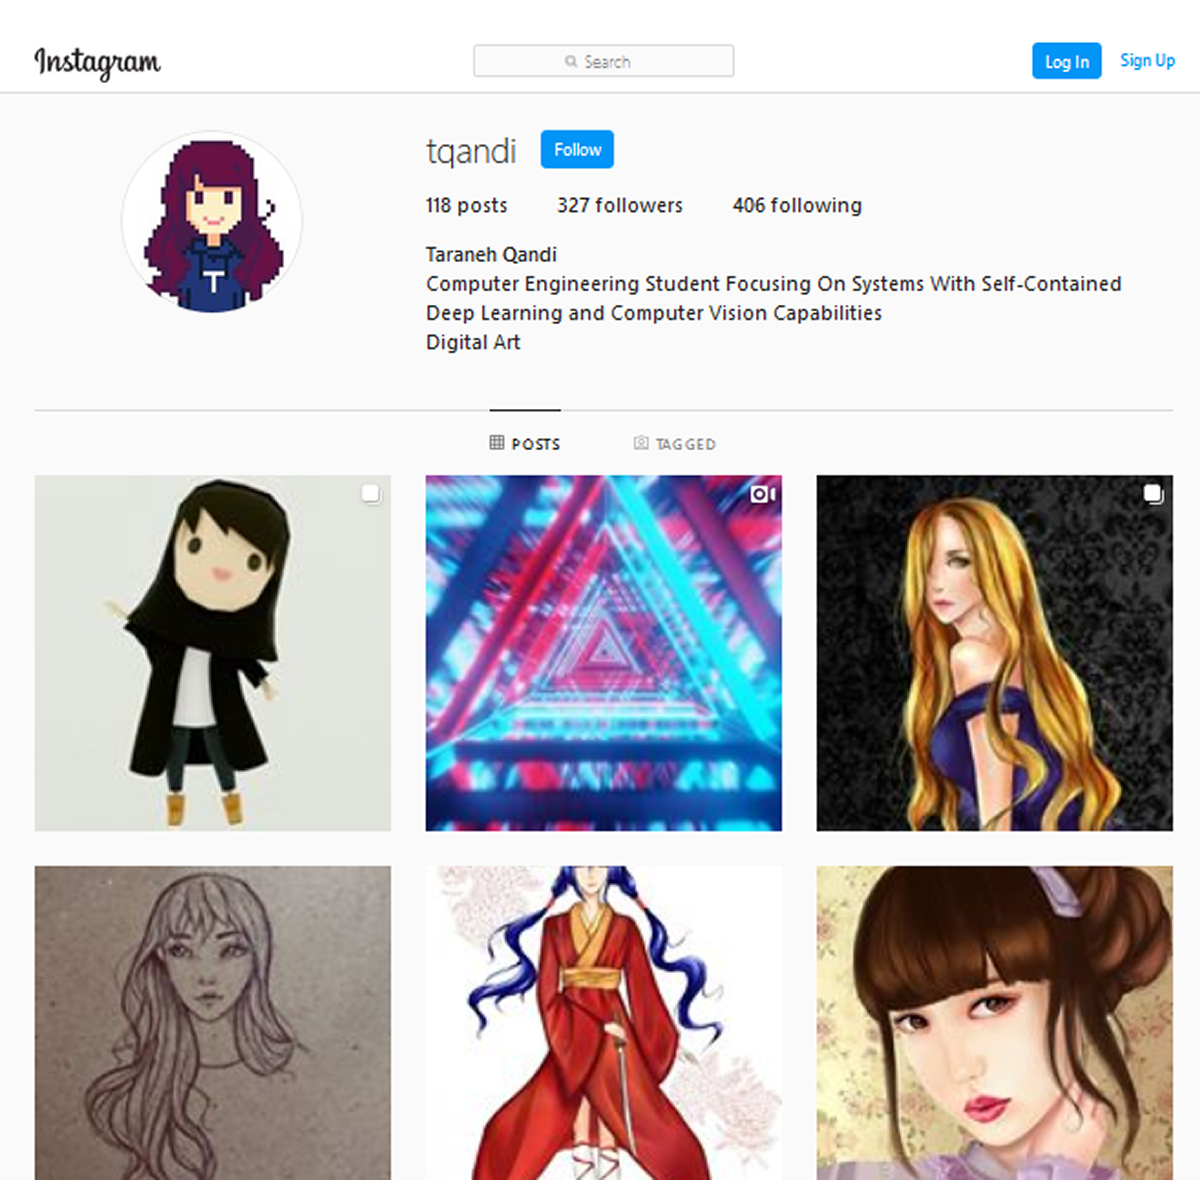 Instagram
Search
Log In
Sign Up
tqandi
Follow
118 posts
327 followers
406 following
Taraneh Qandi
Computer Engineering Student Focusing On Systems With Self-Contained
Deep Learning and Computer Vision Capabilities
Digital Art
POSTS
TAGGED
T